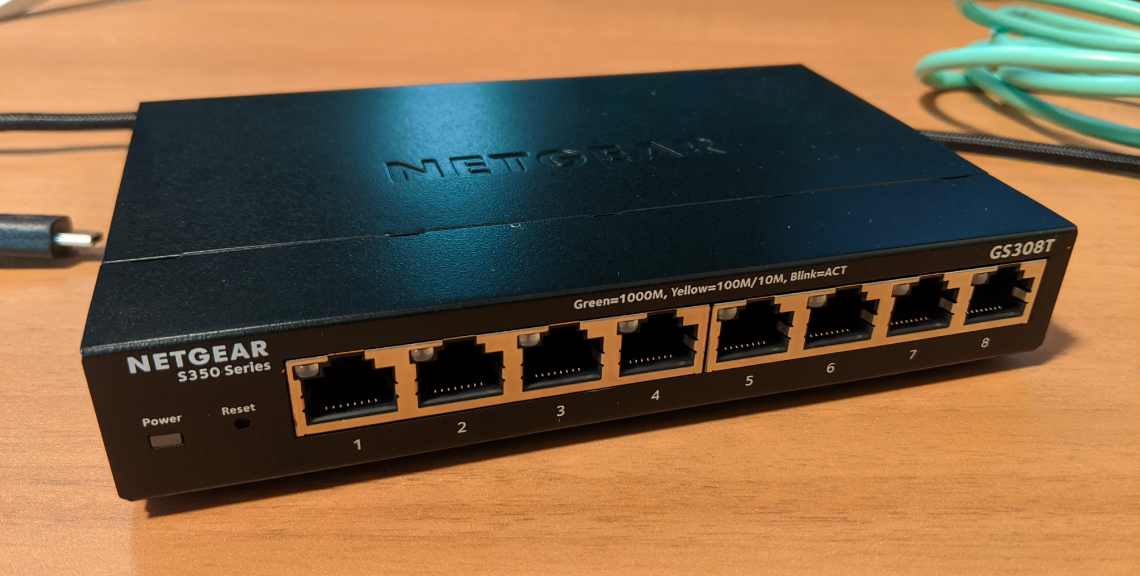 NETGEAR
GS308T
Green=1000M, Yellow=100M/10M, Blink=ACT
NETGEAR
S350 Series
Power
Reset
1
2
3
4
5
6
7
8